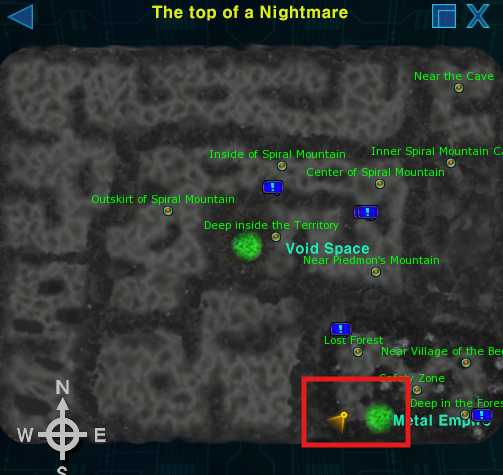 The top of a Nightmare
Near the Cave
Inside of Spiral Mountain
Inner Spiral Mountain Ca
Center of Spiral Mountain
Outskirt of Spiral Mountain
Deep inside the Territory
Void Space
Near Piedmon's Mountain
Lost Forest
Near Village of the Be
Safety Zone
Deep in the Fores
Metal Empire
N
W E
S